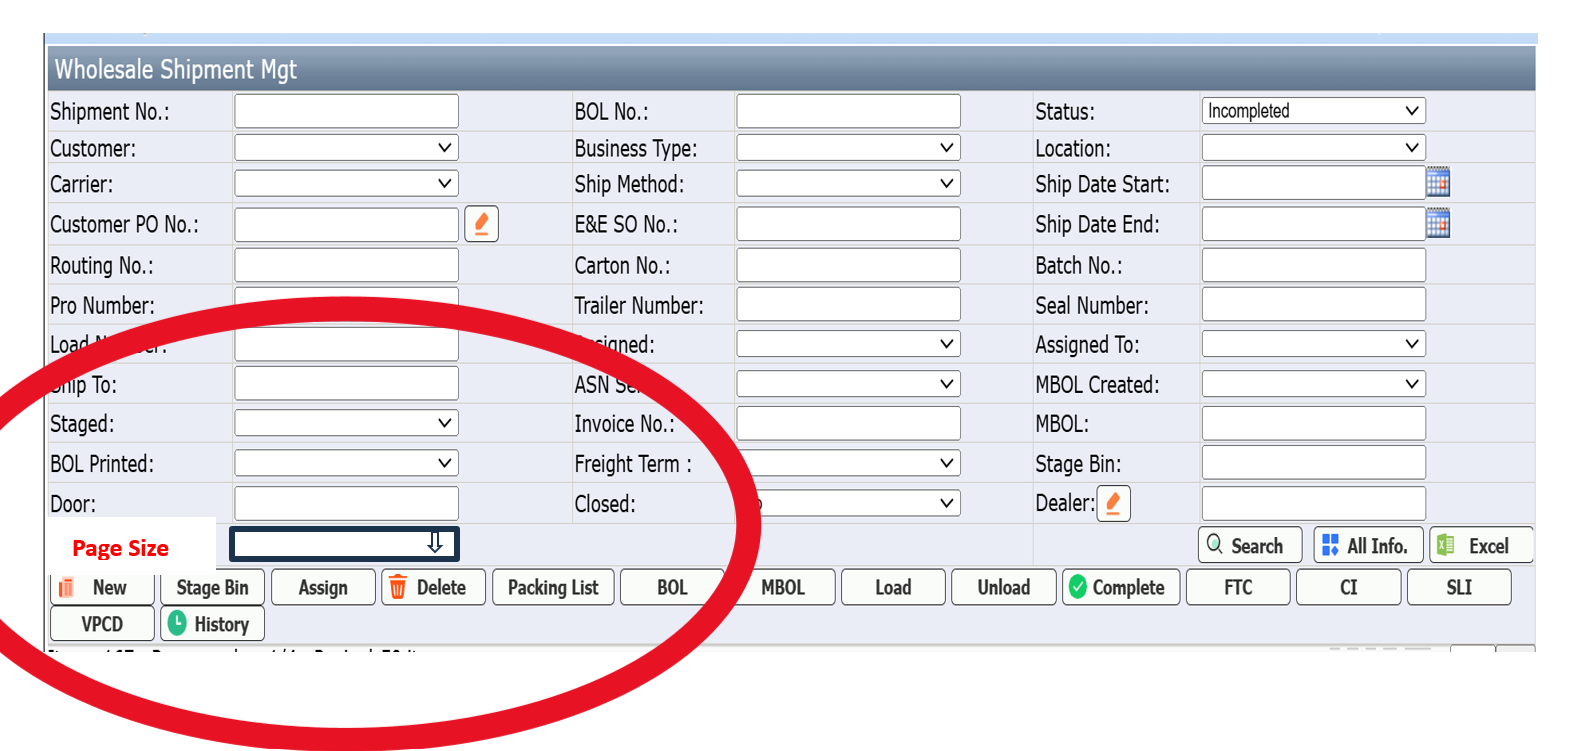 Wholesale Shipment Mgt
Shipment No.: BOL No.: Status: Incompleted
Customer: Business Type: Location:
Carrier: Ship Method: Ship Date Start:
Customer PO No.: E&E SO No.: Ship Date End:
Routing No.: Carton No.: Batch No.:
Pro Number: Trailer Number: Seal Number:
Load Assigned To:
Ship To: ASN MBOL Created:
Staged: Invoice No.: MBOL:
BOL Printed: Freight Term : Stage Bin:
Door: Closed: Dealer:
Page Size Search All Info. Excel
New Stage Bin Assign Delete Packing List BOL MBOL Load Unload Complete FTC CI SLI
VPCD History